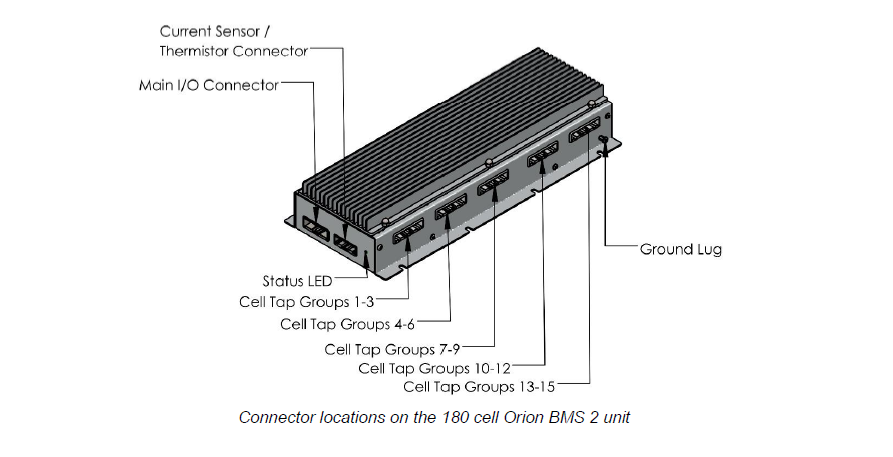 Current Sensor /
Thermistor Connector
Main I/O Connector
Ground Lug
Status LED
Cell Tap Groups 1-3
Cell Tap Groups 4-6
Cell Tap Groups 7-9
Cell Tap Groups 10-12
Cell Tap Groups 13-15
Connector locations on the 180 cell Orion BMS 2 unit